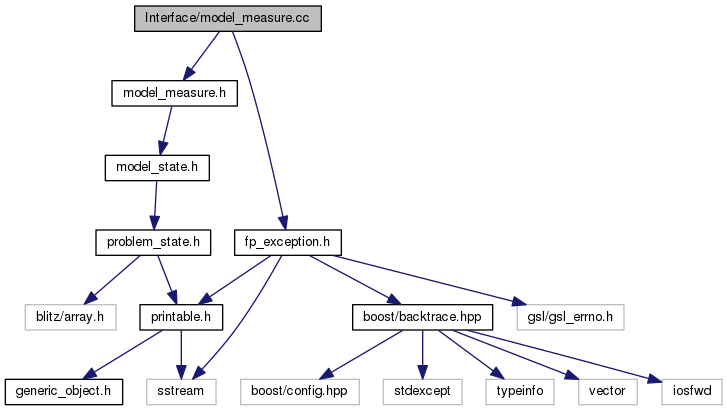 Interface/model_measure.cc
model_measure.h
model_state.h
problem_state.h
fp_exception.h
blitz/array.h
printable.h
boost/backtrace.hpp
gsl/gsl_errno.h
generic_object.h
sstream
boost/config.hpp
stdexcept
typeinfo
vector
iosfwd